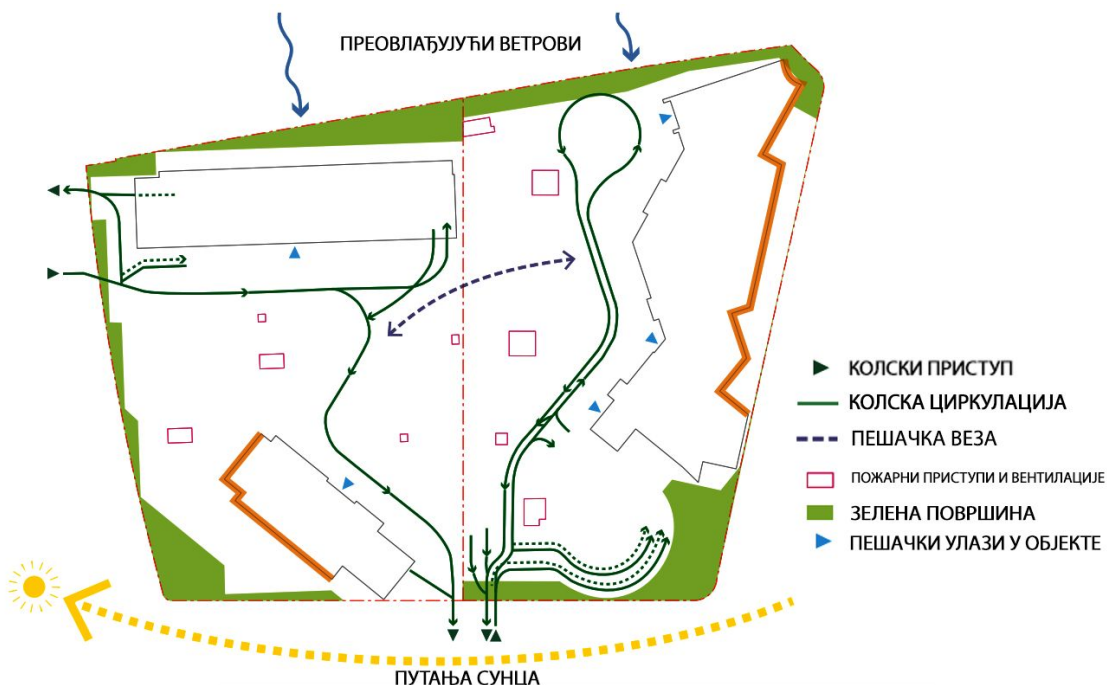 ПРЕОВЛАЂУЈУЋИ ВЕТРОВИ
КОЛСКИ ПРИСТУП
КОЛСКА ЦИРКУЛАЦИЈА
ПЕШАЧКА ВЕЗА
ПОЖАРНИ ПРИСТУПИ И ВЕНТИЛАЦИЈЕ
ЗЕЛЕНА ПОВРШИНА
ПЕШАЧКИ УЛАЗИ У ОБЈЕКТЕ
ПУТАЊА СУНЦА